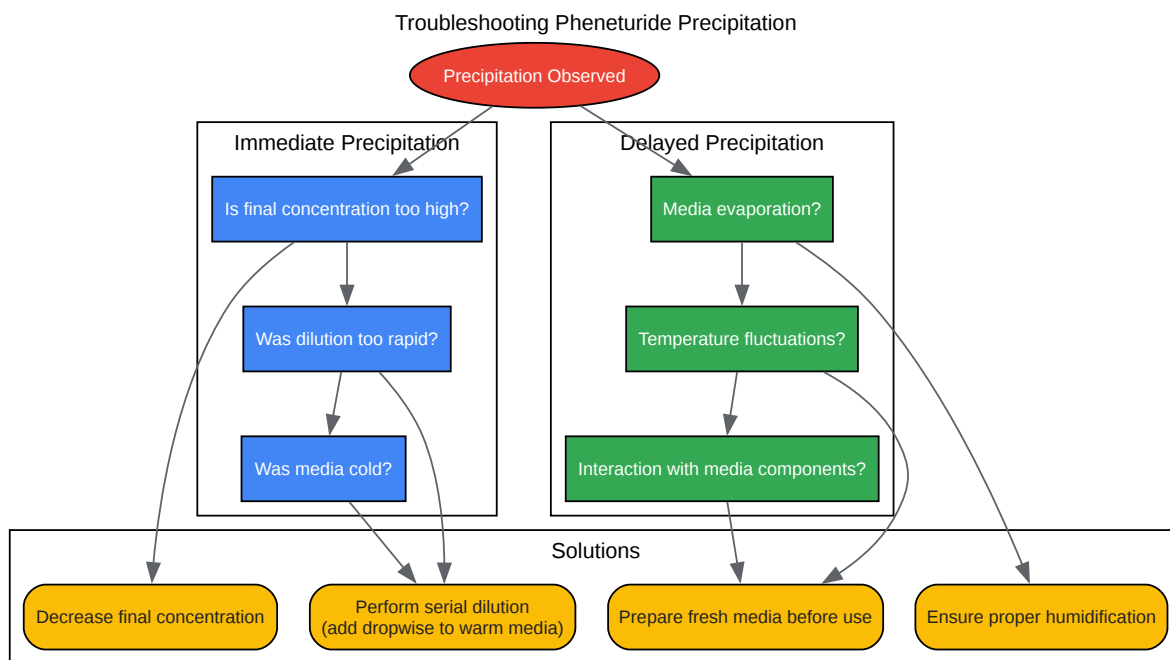 Troubleshooting Pheneturide Precipitation
Precipitation Observed
Immediate Precipitation
Is final concentration too high?
Was dilution too rapid?
Was media cold?
Delayed Precipitation
Media evaporation?
Temperature fluctuations?
Interaction with media components?
Solutions
Decrease final concentration
Perform serial dilution
(add dropwise to warm media)
Prepare fresh media before use
Ensure proper humidification